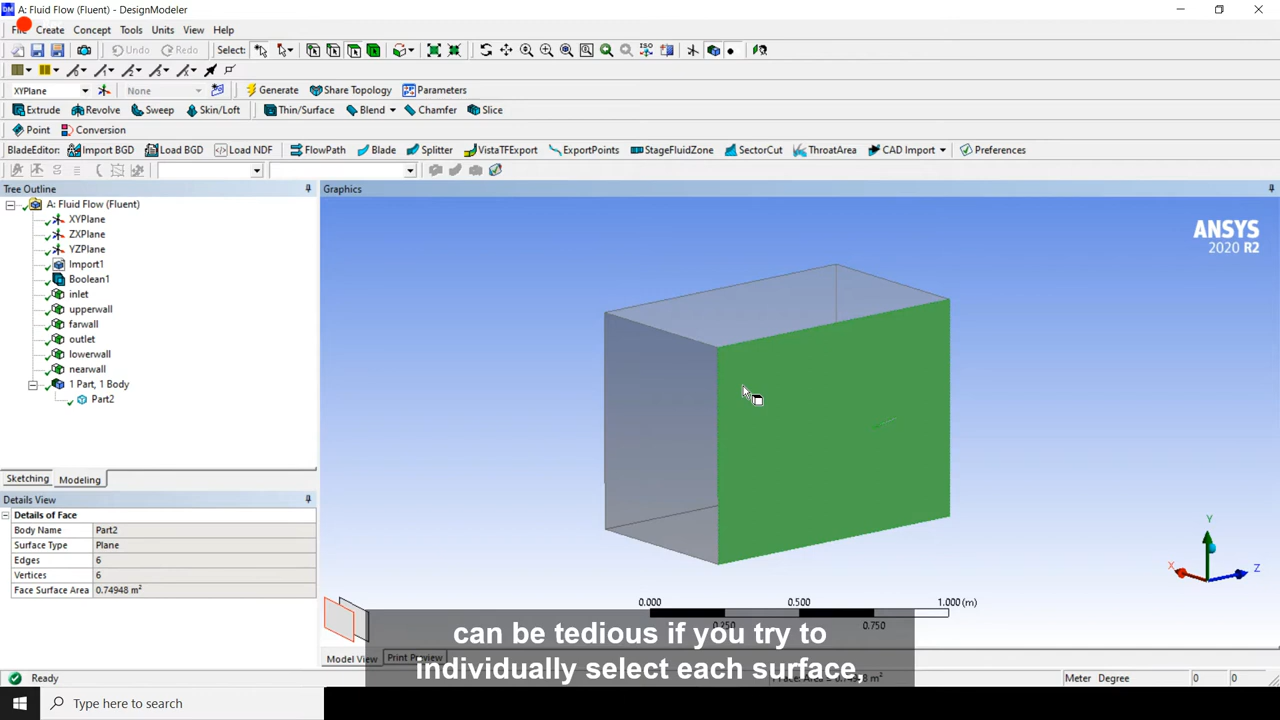 A: Fluid Flow (Fluent) - DesignModeler
File Create Concept Tools Units View Help
Undo Redo Select:
XYPlane None Generate Share Topology Parameters
Extrude Revolve Sweep Skin/Loft Thin/Surface Blend Chamfer Slice
Point Conversion
BladeEditor: Import BGD Load BGD Load NDF FlowPath Blade Splitter VistaTFExport ExportPoints StageFluidZone SectorCut ThroatArea CAD Import Preferences
Tree Outline
Graphics
A: Fluid Flow (Fluent)
XYPlane
ZXPlane
YZPlane
Import1
Boolean1
inlet
upperwall
farwall
outlet
lowerwall
nearwall
1 Part, 1 Body
Part2
ANSYS
2020 R2
Sketching Modeling
Details View
Details of Face
Body Name Part2
Surface Type Plane
Edges 6
Vertices 6
Face Surface Area 0.74948 m²
Y
X
Z
0.000 0.500 1.000 (m)
0.250 0.750
can be tedious if you try to
individually select each surface,
Model View Print Preview
Ready Meter Degree 0 0
Type here to search